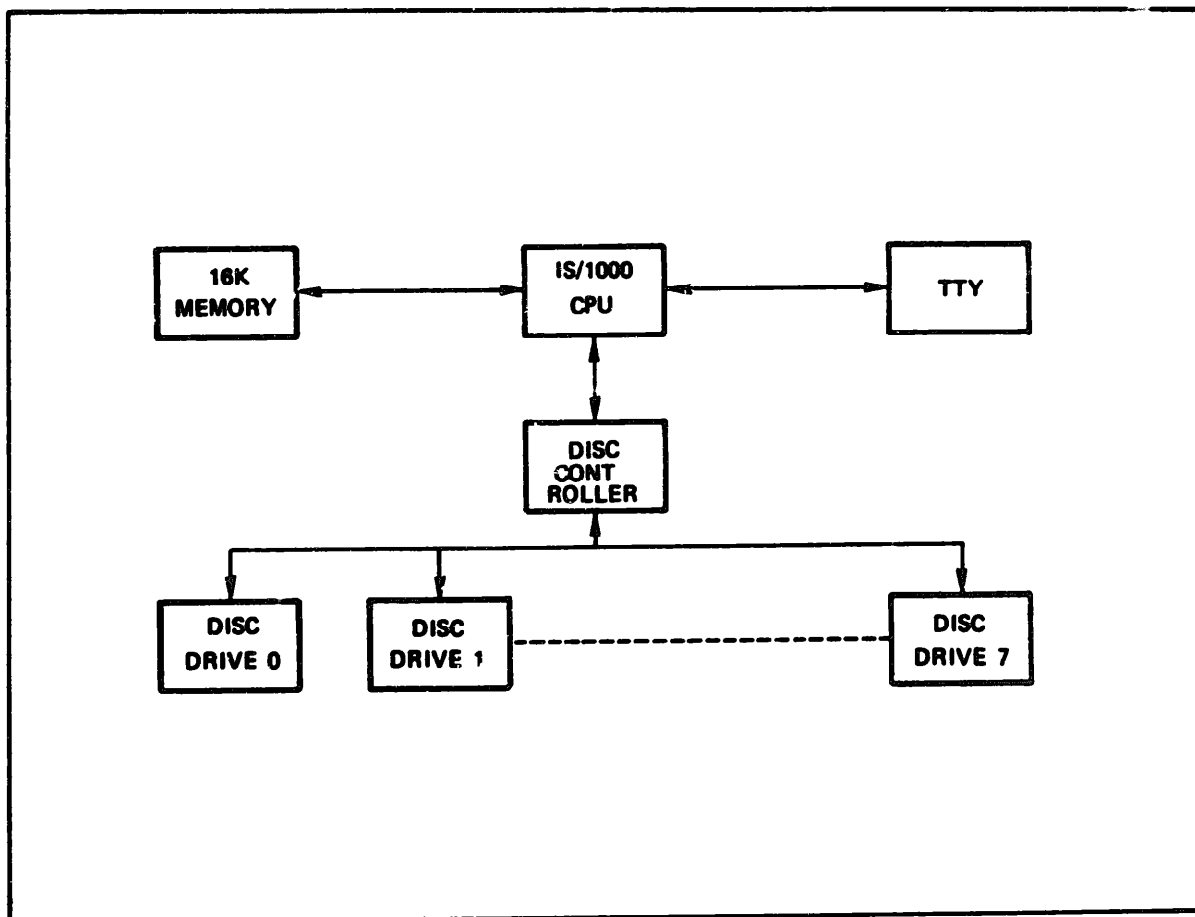 16K
MEMORY
IS/1000
CPU
TTY
DISC
CONT
ROLLER
DISC
DRIVE 0
DISC
DRIVE 1
DISC
DRIVE 7